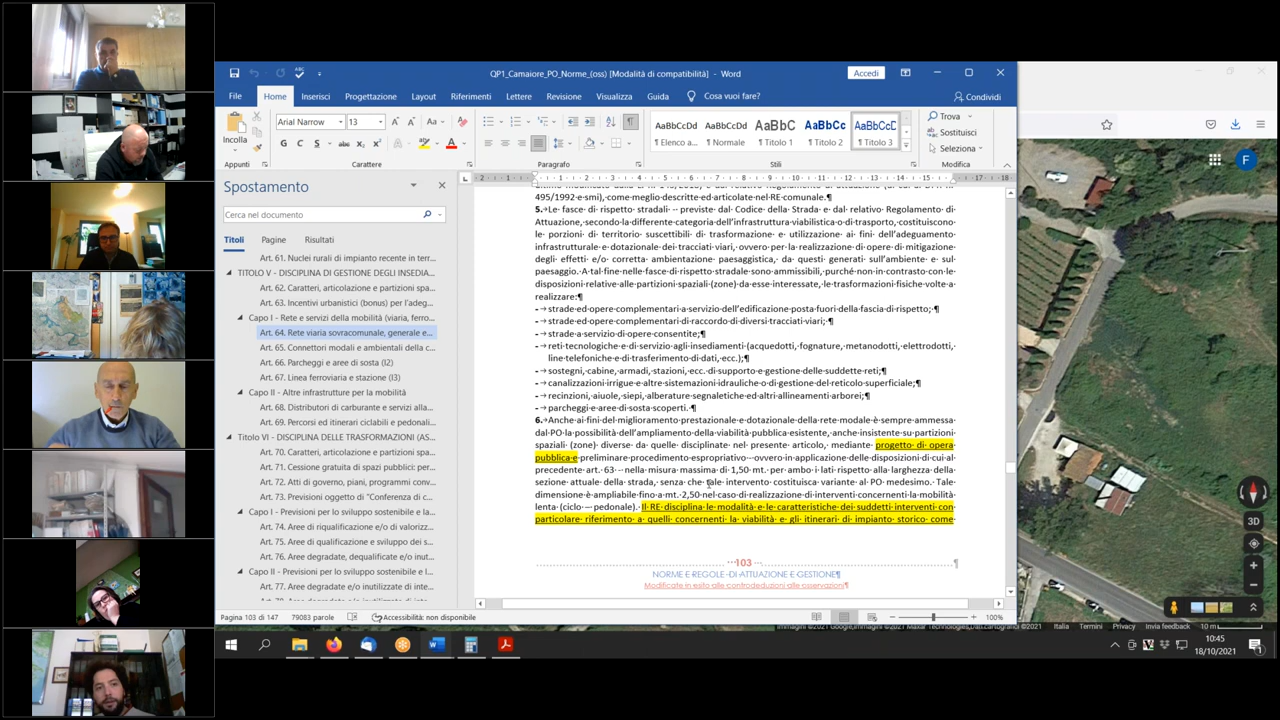 QP1_Camaiore_PO_Norme_(oss) [Modalità di compatibilità] - Word
Accedi
File Home Inserisci Progettazione Layout Riferimenti Lettere Revisione Visualizza Guida Cosa vuoi fare?
Condividi
Incolla
Arial Narrow 13
G C S abc
AaBbCcDd AaBbCcDd AaBbC AaBbCc AaBbCcD
¶ Elenco a... ¶ Normale ¶ Titolo 1 ¶ Titolo 2 ¶ Titolo 3
Trova
Sostituisci
Seleziona
Appunti Carattere Paragrafo Stili Modifica
Spostamento
Cerca nel documento
Titoli Pagine Risultati
Art. 61. Nuclei rurali di impianto recente in terr...
TITOLO V - DISCIPLINA DI GESTIONE DEGLI INSEDIA...
Art. 62. Caratteri, articolazione e partizioni spa...
Art. 63. Incentivi urbanistici (bonus) per l'adeg...
Capo I - Rete e servizi della mobilità (viaria, ferro...
Art. 64. Rete viaria sovracomunale, generale e...
Art. 65. Connettori modali e ambientali della c...
Art. 66. Parcheggi e aree di sosta (I2)
Art. 67. Linea ferroviaria e stazione (I3)
Capo II - Altre infrastrutture per la mobilità
Art. 68. Distributori di carburante e servizi alla...
Art. 69. Percorsi ed itinerari ciclabili e pedonali...
Titolo VI - DISCIPLINA DELLE TRASFORMAZIONI (AS...
Art. 70. Caratteri, articolazione e partizioni spa...
Art. 71. Cessione gratuita di spazi pubblici: per...
Art. 72. Atti di governo, piani, programmi conv...
Art. 73. Previsioni oggetto di "Conferenza di c...
Capo I - Previsioni per lo sviluppo sostenibile e la...
Art. 74. Aree di riqualificazione e/o di valorizz...
Art. 75. Aree di qualificazione e sviluppo dei s...
Art. 76. Aree degradate, dequalificate e/o inut...
Capo II - Previsioni per lo sviluppo sostenibile e l...
Art. 77. Aree degradate e/o inutilizzate di inte...
495/1992 e smi), come meglio descritte ed articolate nel RE comunale.¶
5. Le fasce di rispetto stradali - previste dal Codice della Strada e dal relativo Regolamento di
Attuazione, secondo la differente categoria dell'infrastruttura viabilistica o di trasporto, costituiscono
le porzioni di territorio suscettibili di trasformazione e utilizzazione ai fini dell'adeguamento
infrastrutturale e dotazionale dei tracciati viari, ovvero per la realizzazione di opere di mitigazione
degli effetti e/o corretta ambientazione paesaggistica, da questi generati sull'ambiente e sul
paesaggio. A tal fine nelle fasce di rispetto stradale sono ammissibili, purché non in contrasto con le
disposizioni relative alle partizioni spaziali (zone) da esse interessate, le trasformazioni fisiche volte a
realizzare:¶
- → strade ed opere complementari a servizio dell'edificazione posta fuori della fascia di rispetto;¶
- → strade ed opere complementari di raccordo di diversi tracciati viari;¶
- → strade a servizio di opere consentite;¶
- → reti tecnologiche e di servizio agli insediamenti (acquedotti, fognature, metanodotti, elettrodotti,
line telefoniche e di trasferimento di dati, ecc.);¶
- → sostegni, cabine, armadi, stazioni, ecc. di supporto e gestione delle suddette reti;¶
- → canalizzazioni irrigue e altre sistemazioni idrauliche o di gestione del reticolo superficiale;¶
- → recinzioni, aiuole, siepi, alberature segnaletiche ed altri allineamenti arborei;¶
- → parcheggi e aree di sosta scoperti.¶
6. Anche ai fini del miglioramento prestazionale e dotazionale della rete modale è sempre ammessa
dal PO la possibilità dell'ampliamento della viabilità pubblica esistente, anche insistente su partizioni
spaziali (zone) diverse da quelle disciplinate nel presente articolo, mediante progetto di opera
pubblica e preliminare procedimento espropriativo - ovvero in applicazione delle disposizioni di cui al
precedente art. 63 - nella misura massima di 1,50 mt. per ambo i lati rispetto alla larghezza della
sezione attuale della strada, senza che tale intervento costituisca variante al PO medesimo. Tale
dimensione è ampliabile fino a mt. 2,50 nel caso di realizzazione di interventi concernenti la mobilità
lenta (ciclo - pedonale). Il RE disciplina le modalità e le caratteristiche dei suddetti interventi con
particolare riferimento a quelli concernenti la viabilità e gli itinerari di impianto storico come
103
NORME E REGOLE DI ATTUAZIONE E GESTIONE¶
Modificate in esito alle controdeduzioni alle osservazioni¶
Pagina 103 di 147 79083 parole Accessibilità: non disponibile 100%
F
3D
Italia Termini Privacy Invia feedback 10 m
10:45
18/10/2021